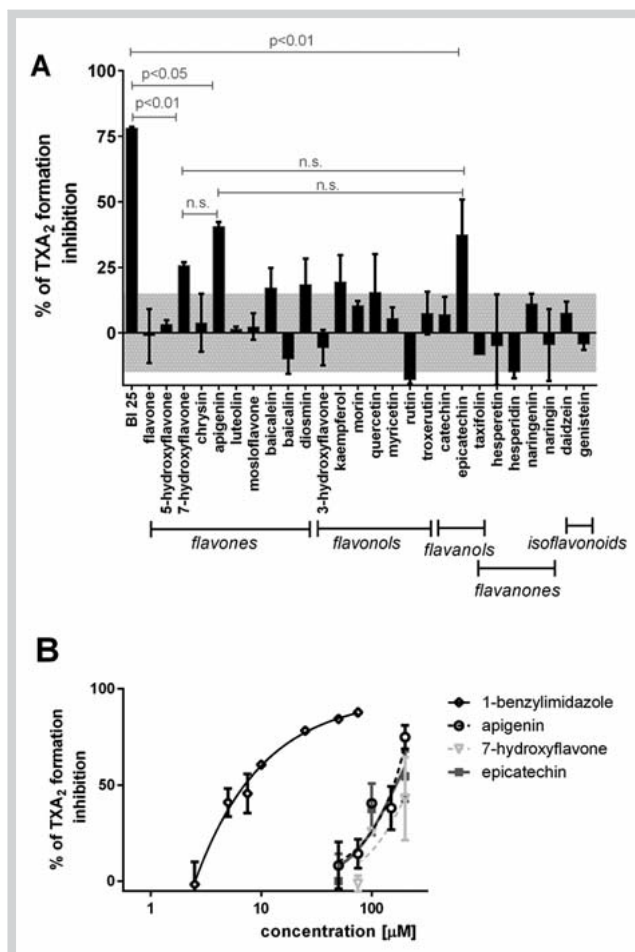 A
p<0.01
100
p<0.05
p<0.01
75
n.s.
n.s.
n.s.
50
25
0
% of TXA2 formation
inhibition
BI 25
flavone
5-hydroxyflavone
7-hydroxyflavone
chrysin
apigenin
luteolin
mosloflavone
baicalein
baicalin
diosmin
3-hydroxyflavone
kaempferol
morin
quercetin
myricetin
rutin
troxerutin
catechin
epicatechin
taxifolin
hesperetin
hesperidin
naringenin
naringin
daidzein
genistein
flavones
flavonols
flavanols
isoflavonoids
flavanones
B
100
50
0
% of TXA2 formation
inhibition
1-benzylimidazole
apigenin
7-hydroxyflavone
epicatechin
1
10
100
concentration [µM]